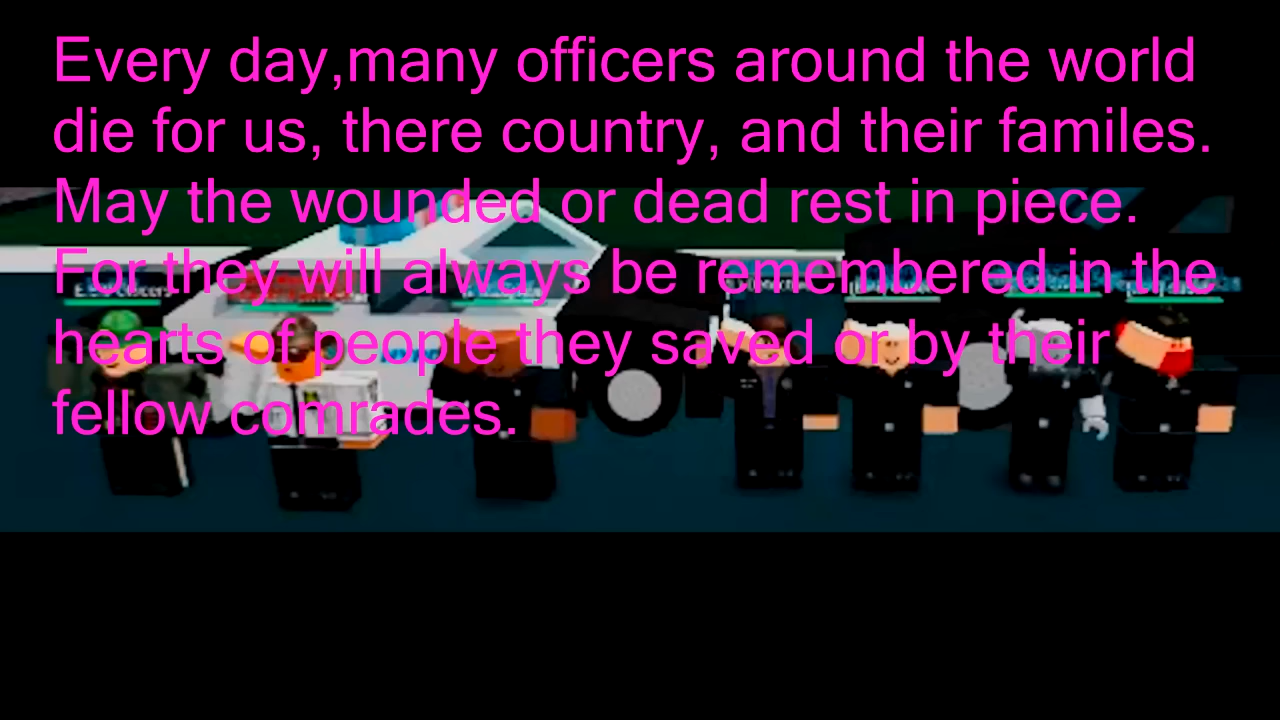 Every day,many officers around the world
die for us, there country, and their familes.
May the wounded or dead rest in piece.
For they will always be remembered in the
hearts of people they saved or by their
fellow comrades.